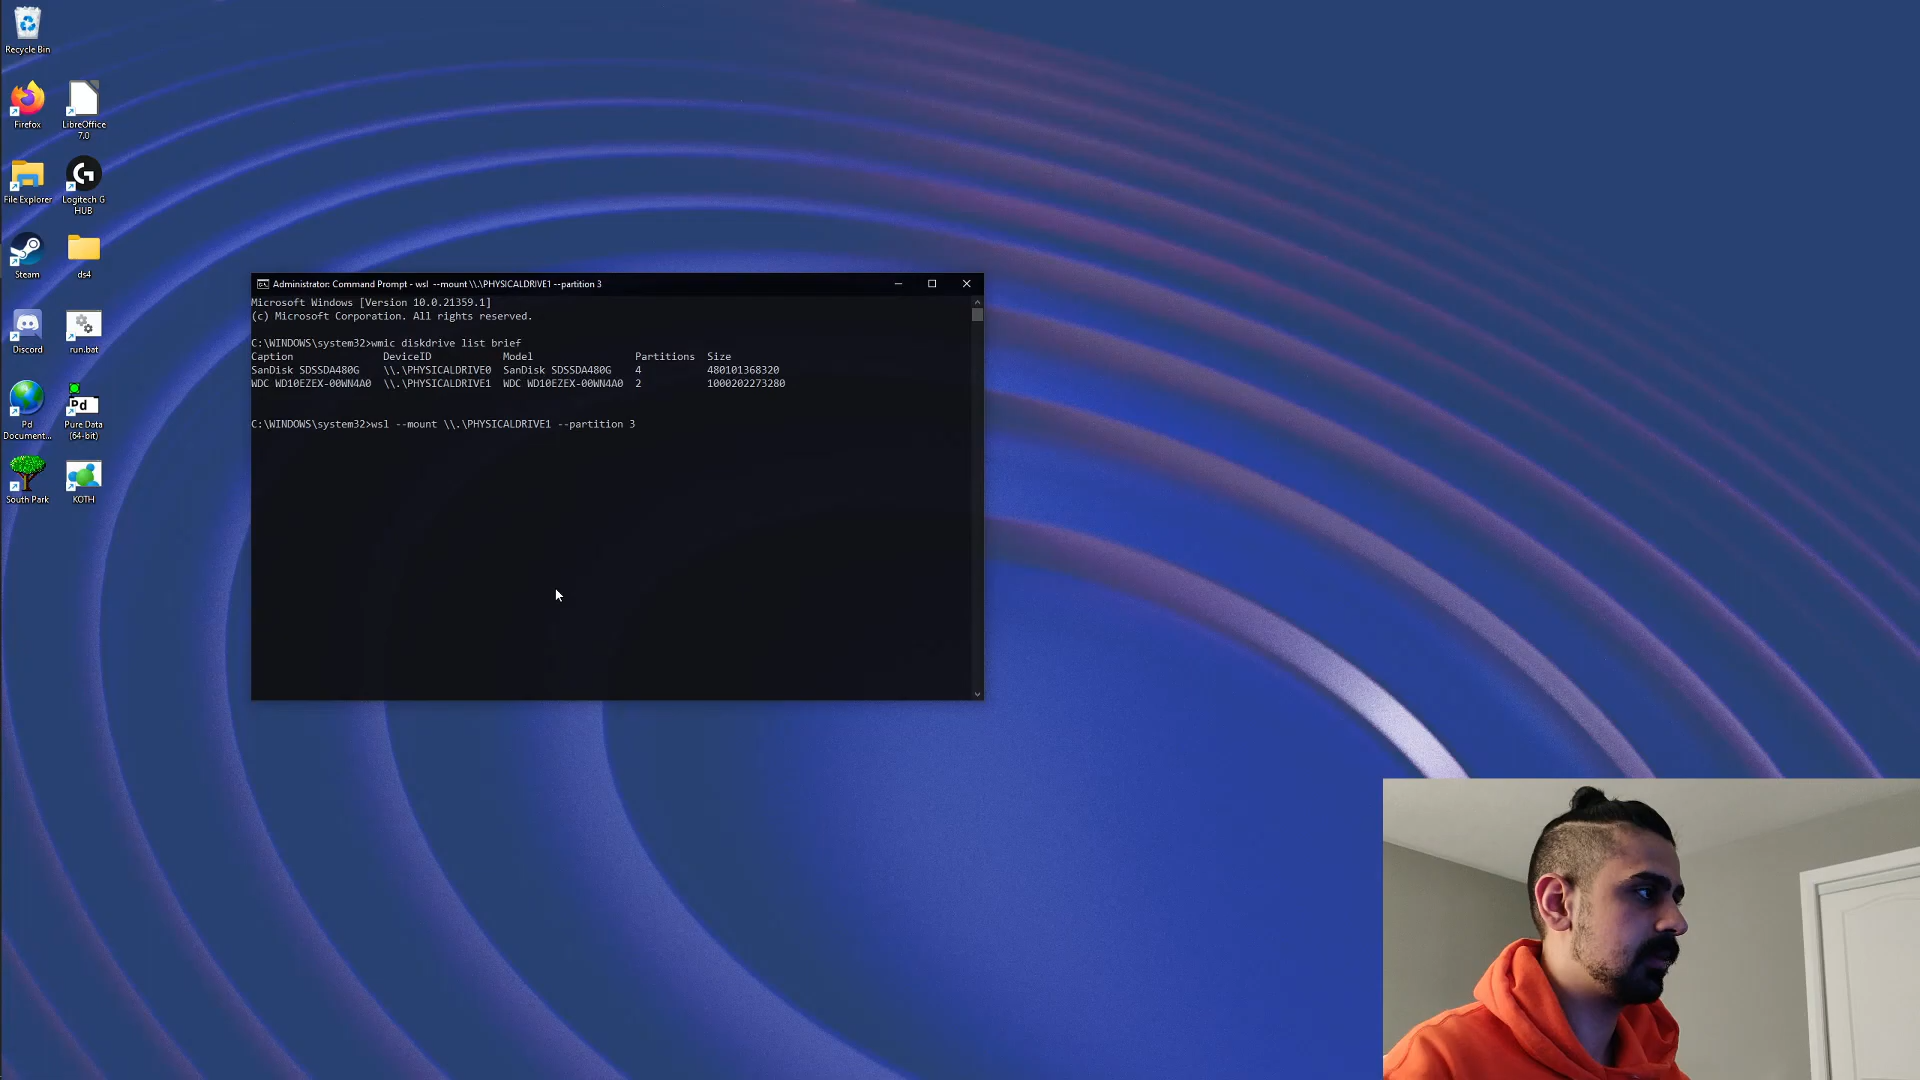 Recycle Bin
Firefox
LibreOffice
7.0
File Explorer
Logitech G
HUB
Steam
ds4
Discord
run.bat
Pd
Pd
Document...
Pure Data
(64-bit)
South Park
KOTH
Administrator: Command Prompt - wsl --mount \\.\PHYSICALDRIVE1 --partition 3
Microsoft Windows [Version 10.0.21359.1]
(c) Microsoft Corporation. All rights reserved.
C:\WINDOWS\system32>wmic diskdrive list brief
Caption DeviceID Model Partitions Size
SanDisk SDSSDA480G \\.\PHYSICALDRIVE0 SanDisk SDSSDA480G 4 480101368320
WDC WD10EZEX-00WN4A0 \\.\PHYSICALDRIVE1 WDC WD10EZEX-00WN4A0 2 1000202273280
C:\WINDOWS\system32>wsl --mount \\.\PHYSICALDRIVE1 --partition 3